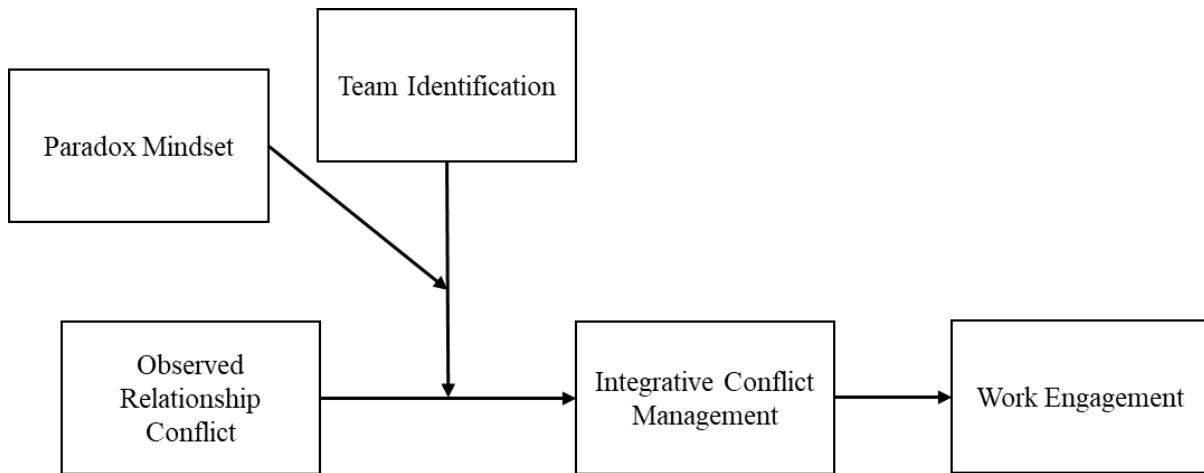 Team Identification
Paradox Mindset
Observed
Relationship
Conflict
Integrative Conflict
Management
Work Engagement